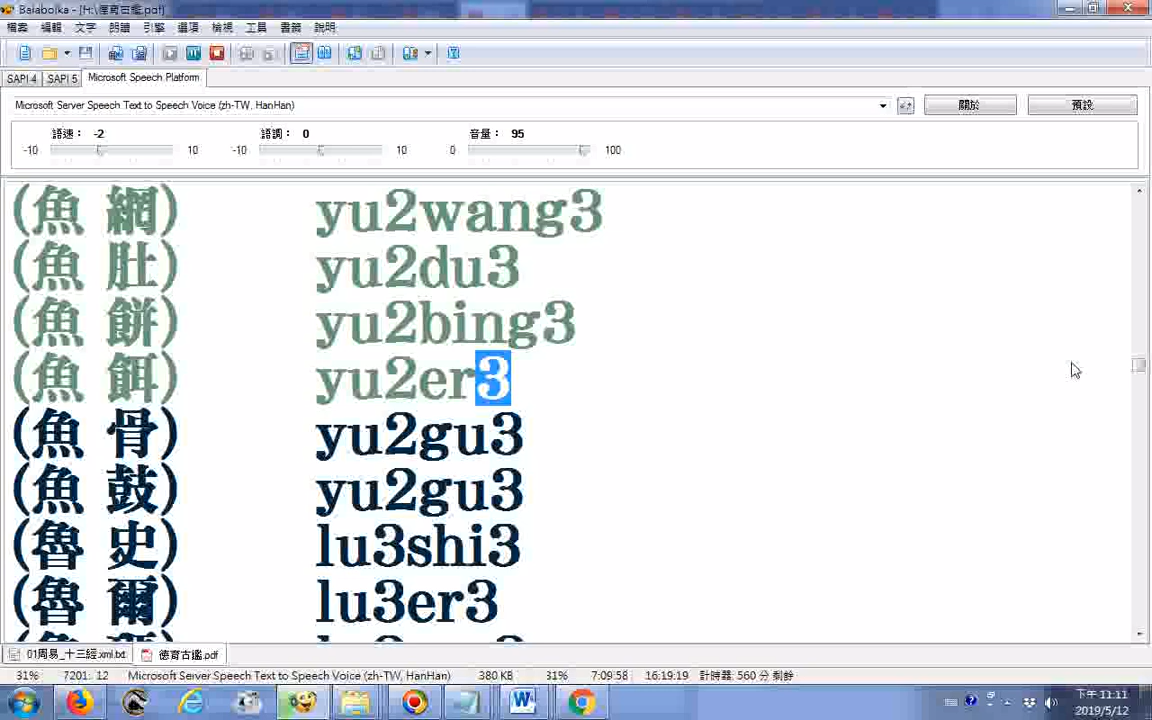 Balabolka - [H:\德育古鑑.pdf]
檔案 編輯 文字 朗讀 引擎 選項 檢視 工具 書籤 說明
SAPI 4 SAPI 5 Microsoft Speech Platform
Microsoft Server Speech Text to Speech Voice (zh-TW, HanHan) 關於 預設
語速： -2 語調： 0 音量： 95
-10 10 -10 10 0 100
(魚 網) yu2wang3
(魚 肚) yu2du3
(魚 餅) yu2bing3
(魚 餌) yu2er3
(魚 骨) yu2gu3
(魚 鼓) yu2gu3
(魯 史) lu3shi3
(魯 爾) lu3er3
01周易_十三經.xml.txt 德育古鑑.pdf
31% 7201: 12 Microsoft Server Speech Text to Speech Voice (zh-TW, HanHan) 380 KB 31% 7:09:58 16:19:19 計時器: 560 分 剩餘
下午 11:11
2019/5/12